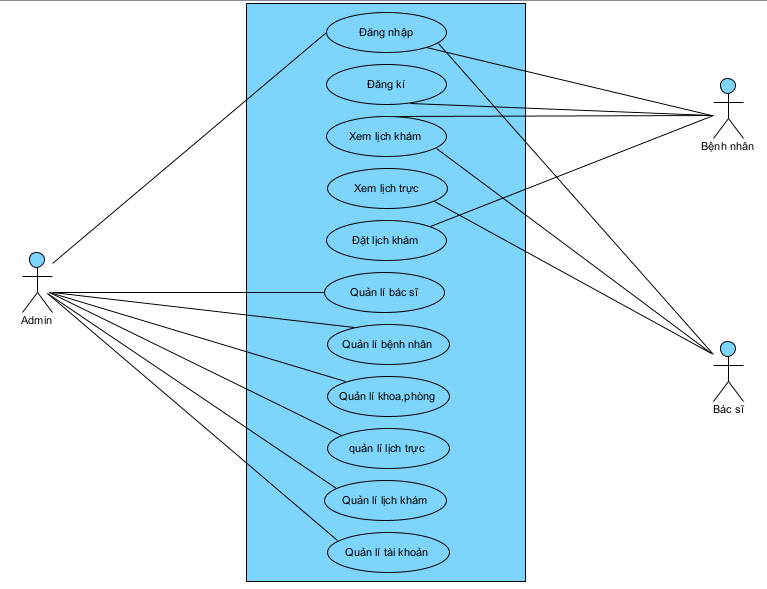 Đăng nhập
Đăng kí
Xem lịch khám
Bệnh nhân
Xem lịch trực
Đặt lịch khám
Admin
Quản lí bác sĩ
Quản lí bệnh nhân
Quản lí khoa,phòng
Bác sĩ
quản lí lịch trực
Quản lí lịch khám
Quản lí tài khoản